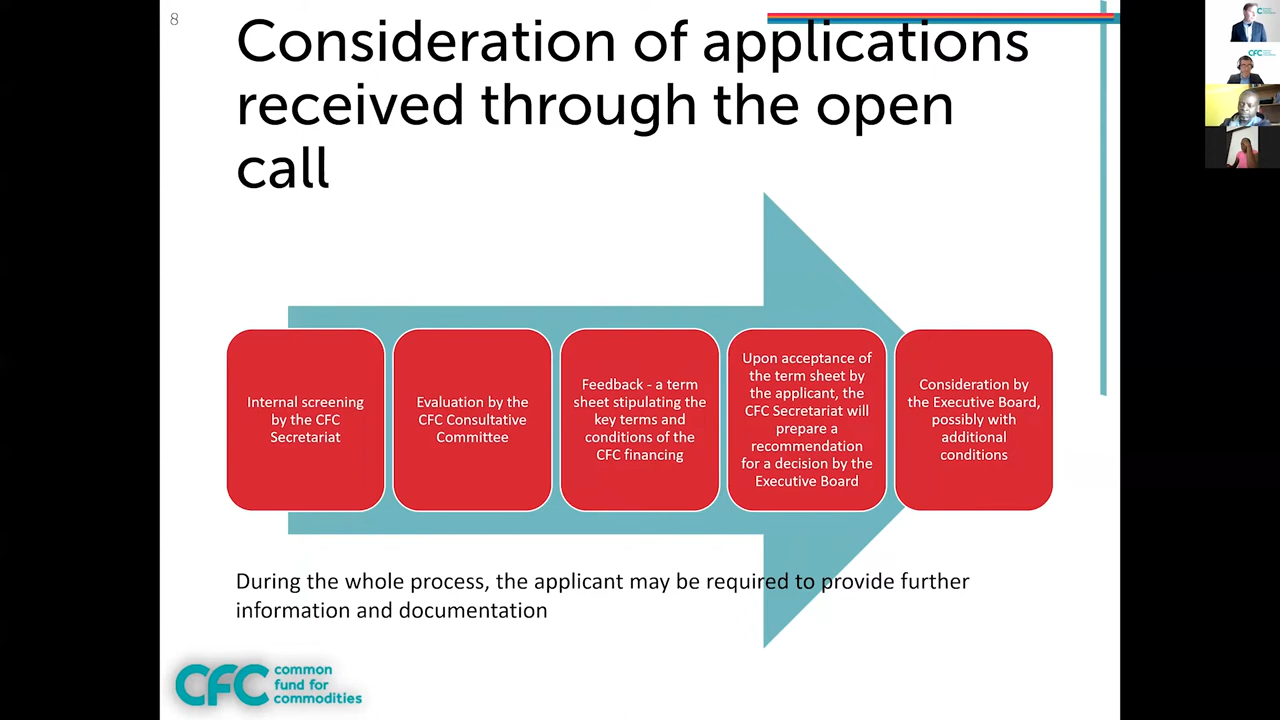 8
Consideration of applications
received through the open
call
Internal screening
by the CFC
Secretariat
Evaluation by the
CFC Consultative
Committee
Feedback - a term
sheet stipulating the
key terms and
conditions of the
CFC financing
Upon acceptance of
the term sheet by
the applicant, the
CFC Secretariat will
prepare a
recommendation
for a decision by the
Executive Board
Consideration by
the Executive Board,
possibly with
additional
conditions
During the whole process, the applicant may be required to provide further
information and documentation
CFC common
fund for
commodities